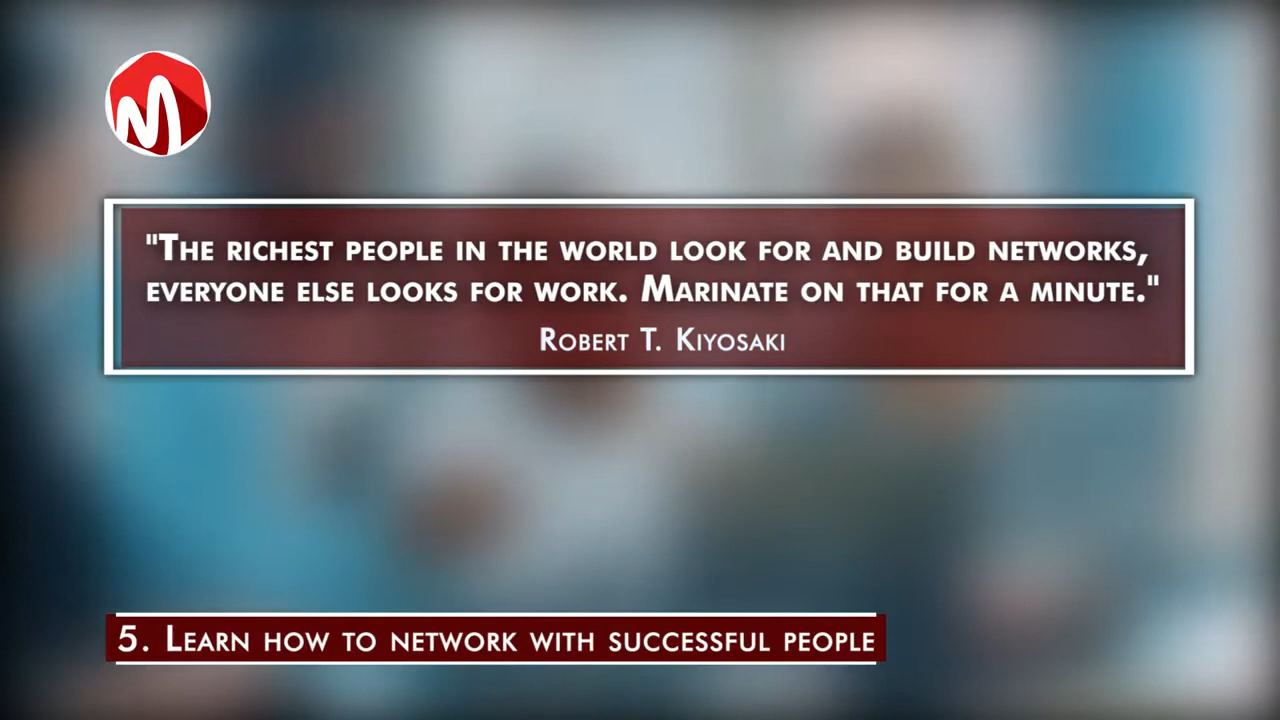 "The richest people in the world look for and build networks,
everyone else looks for work. Marinate on that for a minute."
Robert T. Kiyosaki
5. Learn how to network with successful people